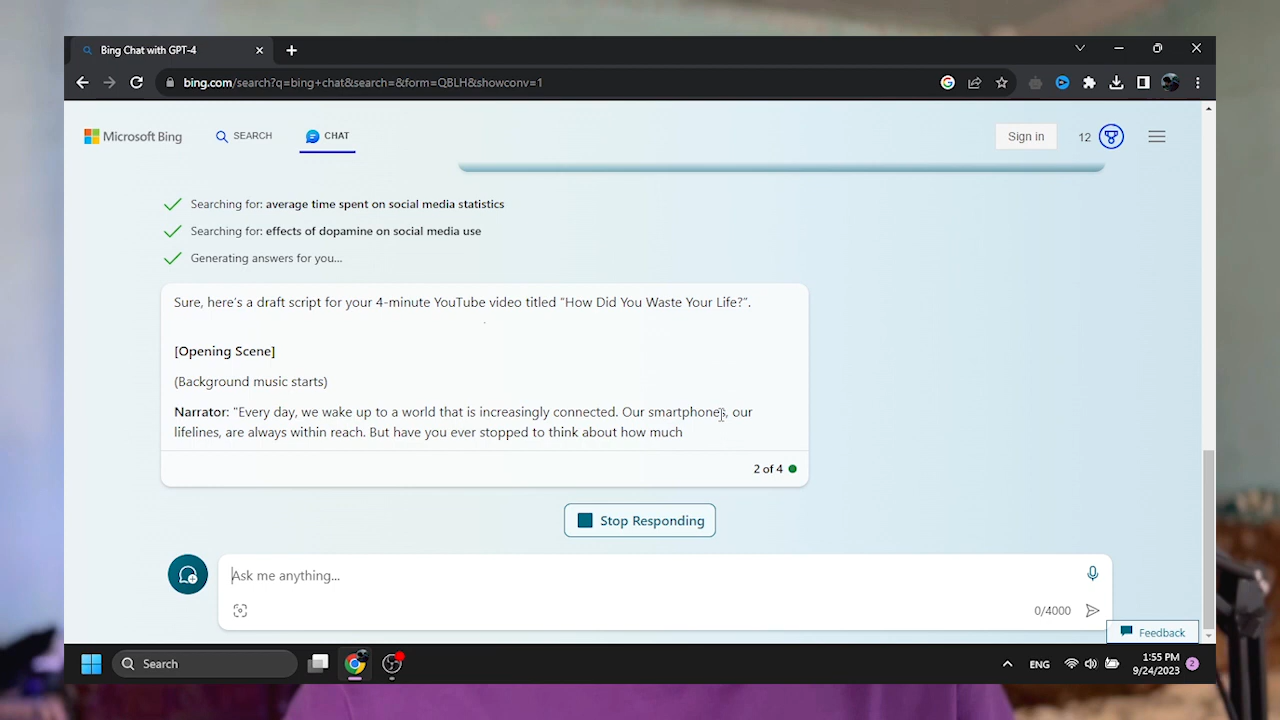 Bing Chat with GPT-4
bing.com/search?q=bing+chat&search=&form=QBLH&showconv=1
Microsoft Bing
SEARCH
CHAT
Sign in
12
Searching for: average time spent on social media statistics
Searching for: effects of dopamine on social media use
Generating answers for you...
Sure, here's a draft script for your 4-minute YouTube video titled "How Did You Waste Your Life?".
[Opening Scene]
(Background music starts)
Narrator: "Every day, we wake up to a world that is increasingly connected. Our smartphones, our
lifelines, are always within reach. But have you ever stopped to think about how much
2 of 4
Stop Responding
Ask me anything...
0/4000
Feedback
Search
ENG
1:55 PM
9/24/2023
2